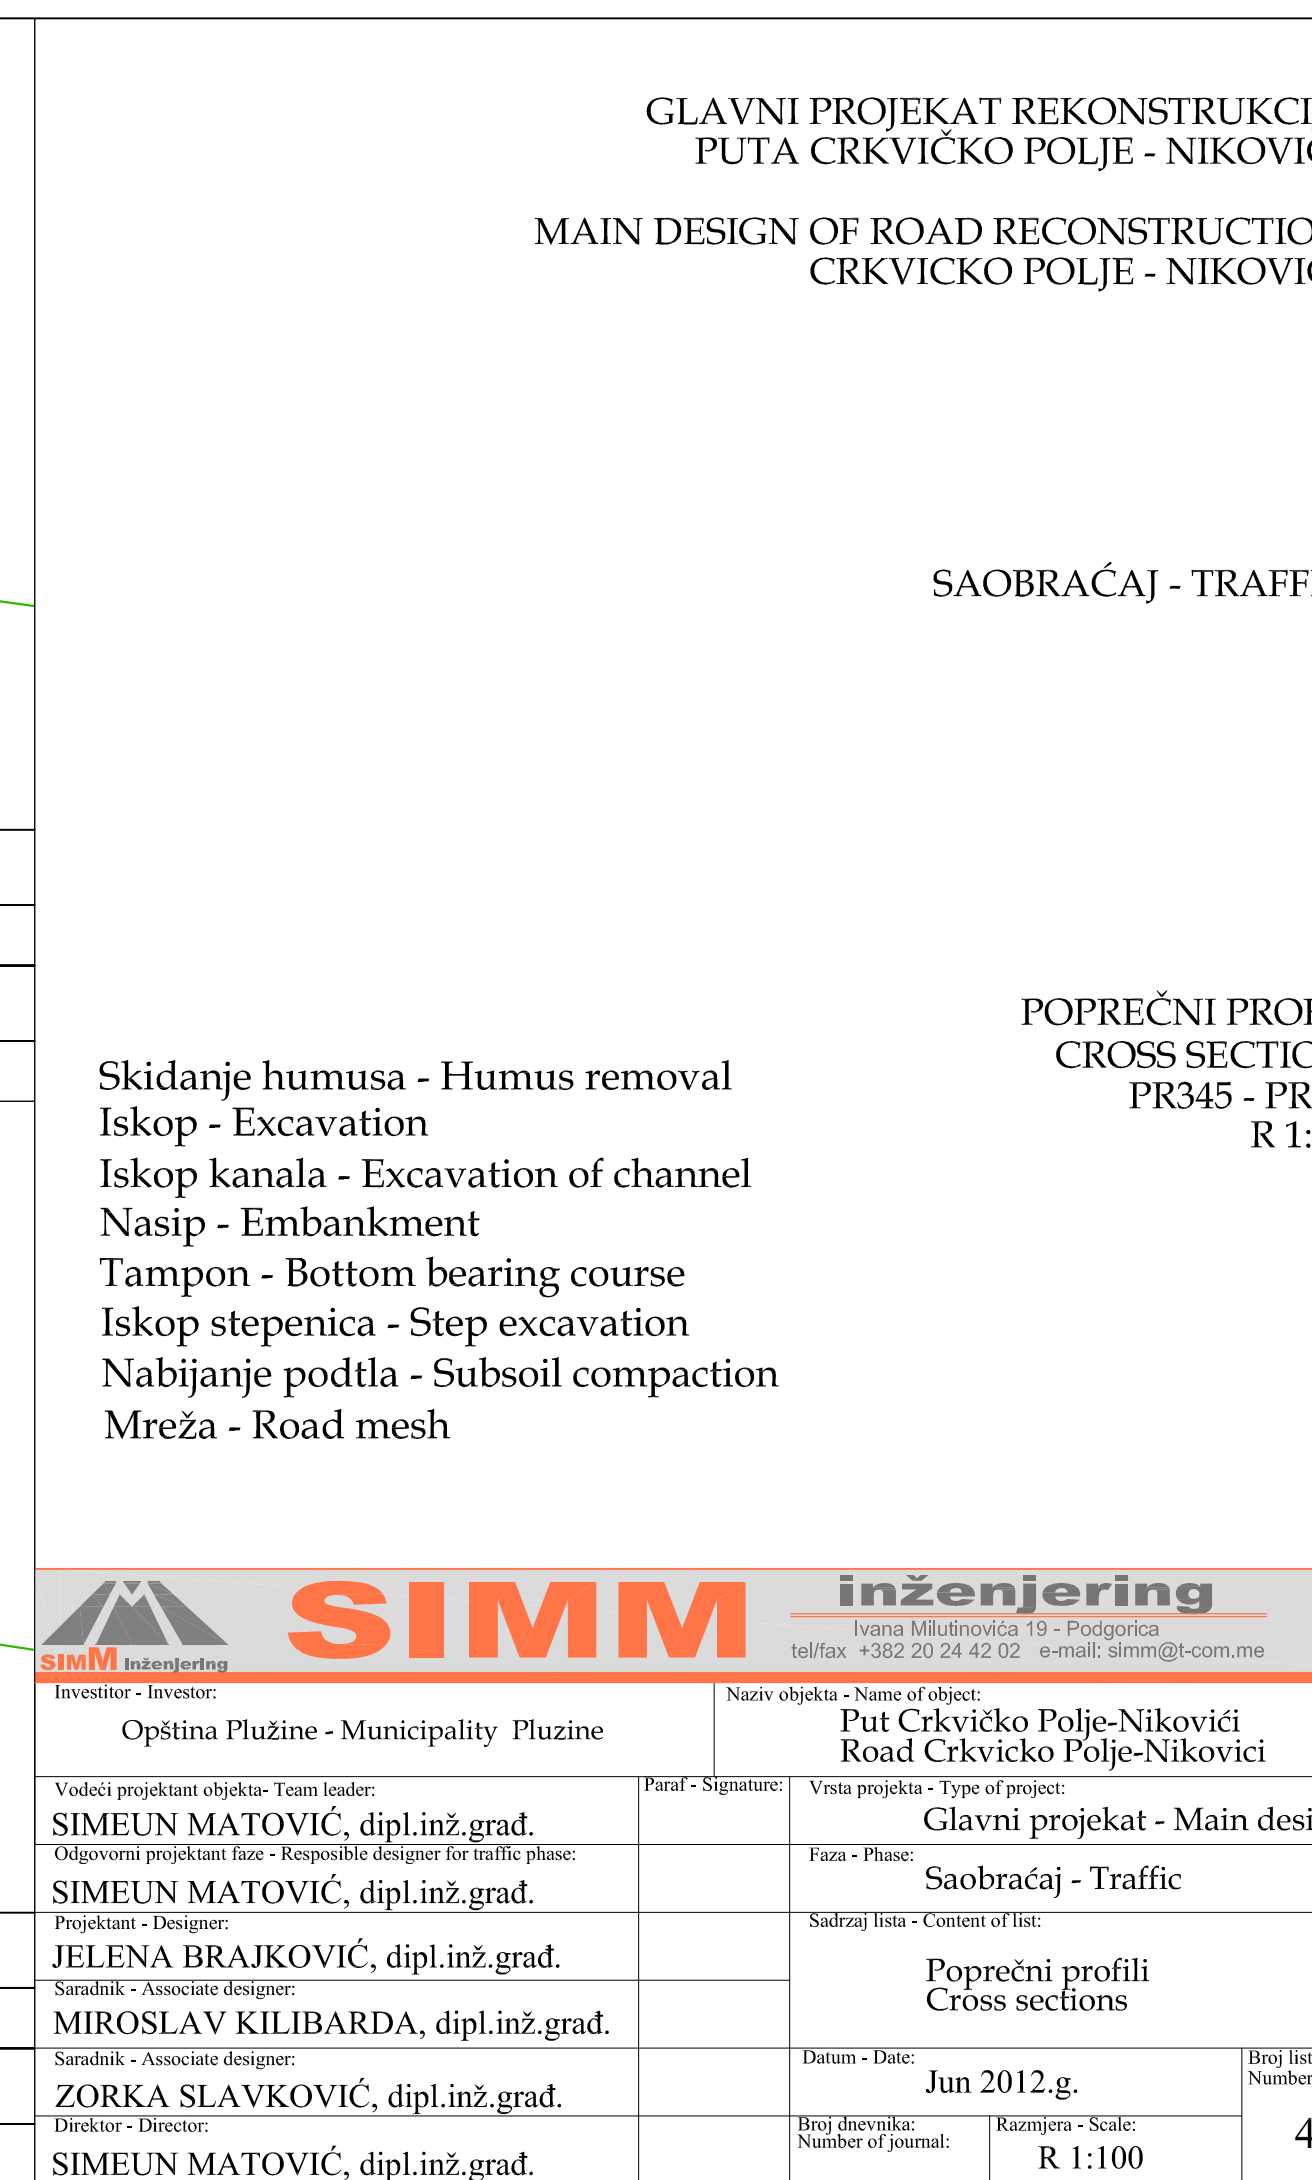 GLAVNI PROJEKAT REKONSTRUKCI
PUTA CRKVIČKO POLJE - NIKOVI
MAIN DESIGN OF ROAD RECONSTRUCTIO
CRKVICKO POLJE - NIKOVI
SAOBRAĆAJ - TRAFF
POPREČNI PROF
CROSS SECTIO
PR345 - PR
R 1:
Skidanje humusa - Humus removal
Iskop - Excavation
Iskop kanala - Excavation of channel
Nasip - Embankment
Tampon - Bottom bearing course
Iskop stepenica - Step excavation
Nabijanje podtla - Subsoil compaction
Mreža - Road mesh
SIMM Inženjering
SIMM
inženjering
Ivana Milutinovića 19 - Podgorica
tel/fax +382 20 24 42 02 e-mail: simm@t-com.me
Investitor - Investor:
Opština Plužine - Municipality Pluzine
Naziv objekta - Name of object:
Put Crkvičko Polje-Nikovići
Road Crkvicko Polje-Nikovici
Vodeći projektant objekta- Team leader:
SIMEUN MATOVIĆ, dipl.inž.građ.
Paraf - Signature:
Vrsta projekta - Type of project:
Glavni projekat - Main desi
Odgovorni projektant faze - Resposible designer for traffic phase:
SIMEUN MATOVIĆ, dipl.inž.građ.
Faza - Phase:
Saobraćaj - Traffic
Projektant - Designer:
JELENA BRAJKOVIĆ, dipl.inž.građ.
Sadrzaj lista - Content of list:
Poprečni profili
Cross sections
Saradnik - Associate designer:
MIROSLAV KILIBARDA, dipl.inž.građ.
Saradnik - Associate designer:
ZORKA SLAVKOVIĆ, dipl.inž.građ.
Datum - Date:
Jun 2012.g.
Broj list
Number
4
Direktor - Director:
SIMEUN MATOVIĆ, dipl.inž.građ.
Broj dnevnika:
Number of journal:
Razmjera - Scale:
R 1:100